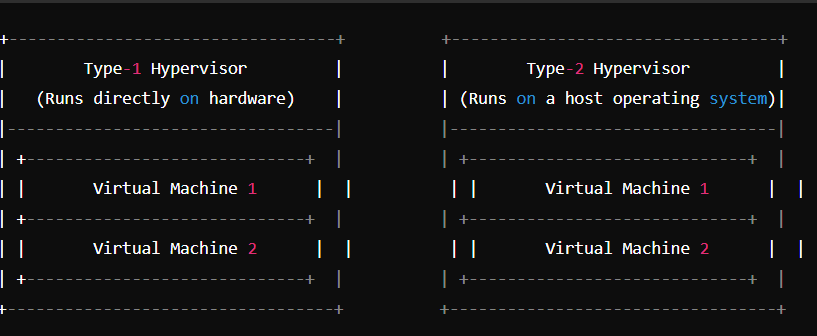 Type-1 Hypervisor
Type-2 Hypervisor
(Runs directly on hardware)
(Runs on a host operating system)
Virtual Machine 1
Virtual Machine 1
Virtual Machine 2
Virtual Machine 2